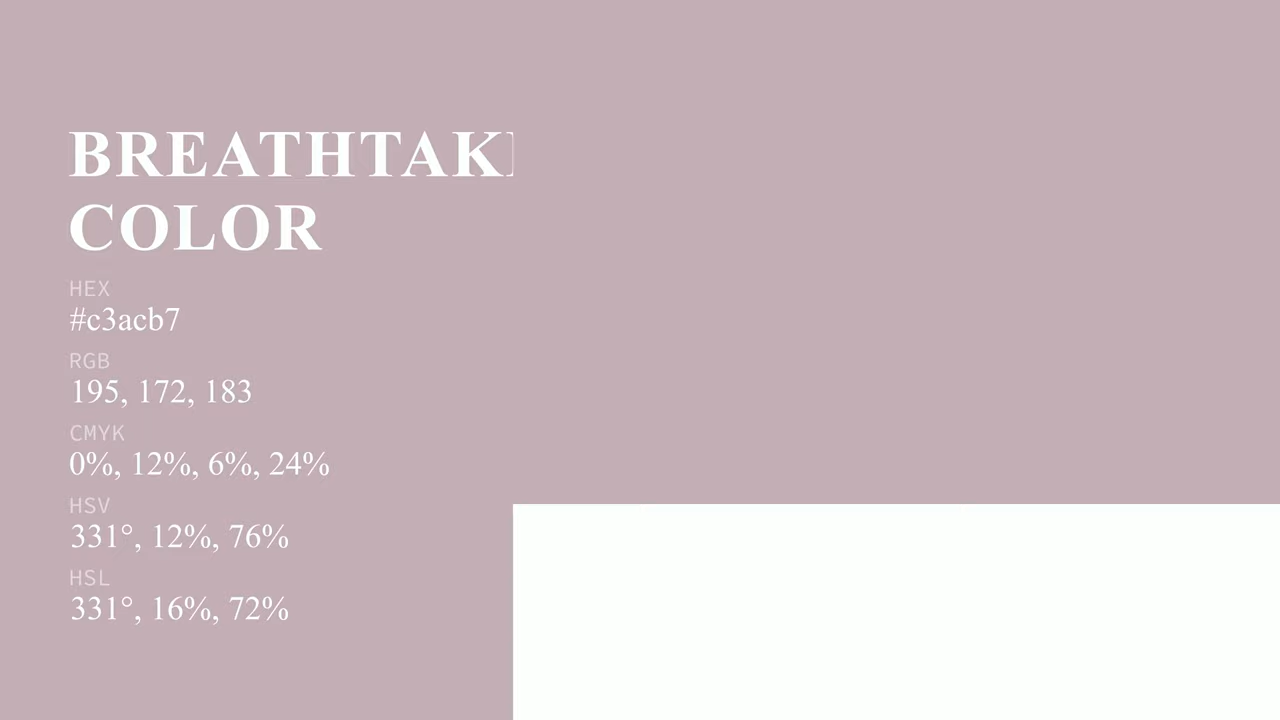 BREATHTAK
COLOR
HEX
#c3acb7
RGB
195, 172, 183
CMYK
0%, 12%, 6%, 24%
HSV
331°, 12%, 76%
HSL
331°, 16%, 72%